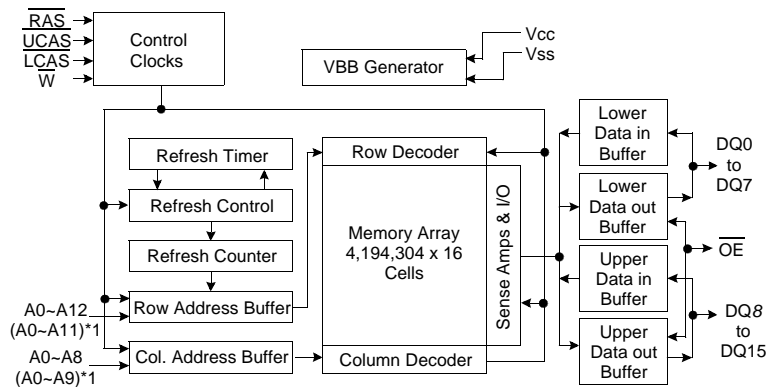 RAS
UCAS
LCAS
W
Control
Clocks
VBB Generator
Vcc
Vss
Refresh Timer
Refresh Control
Refresh Counter
Row Address Buffer
Col. Address Buffer
A0~A12
(A0~A11)*1
A0~A8
(A0~A9)*1
Row Decoder
Memory Array
4,194,304 x 16
Cells
Column Decoder
Sense Amps & I/O
Lower
Data in
Buffer
Lower
Data out
Buffer
Upper
Data in
Buffer
Upper
Data out
Buffer
DQ0
to
DQ7
OE
DQ8
to
DQ15